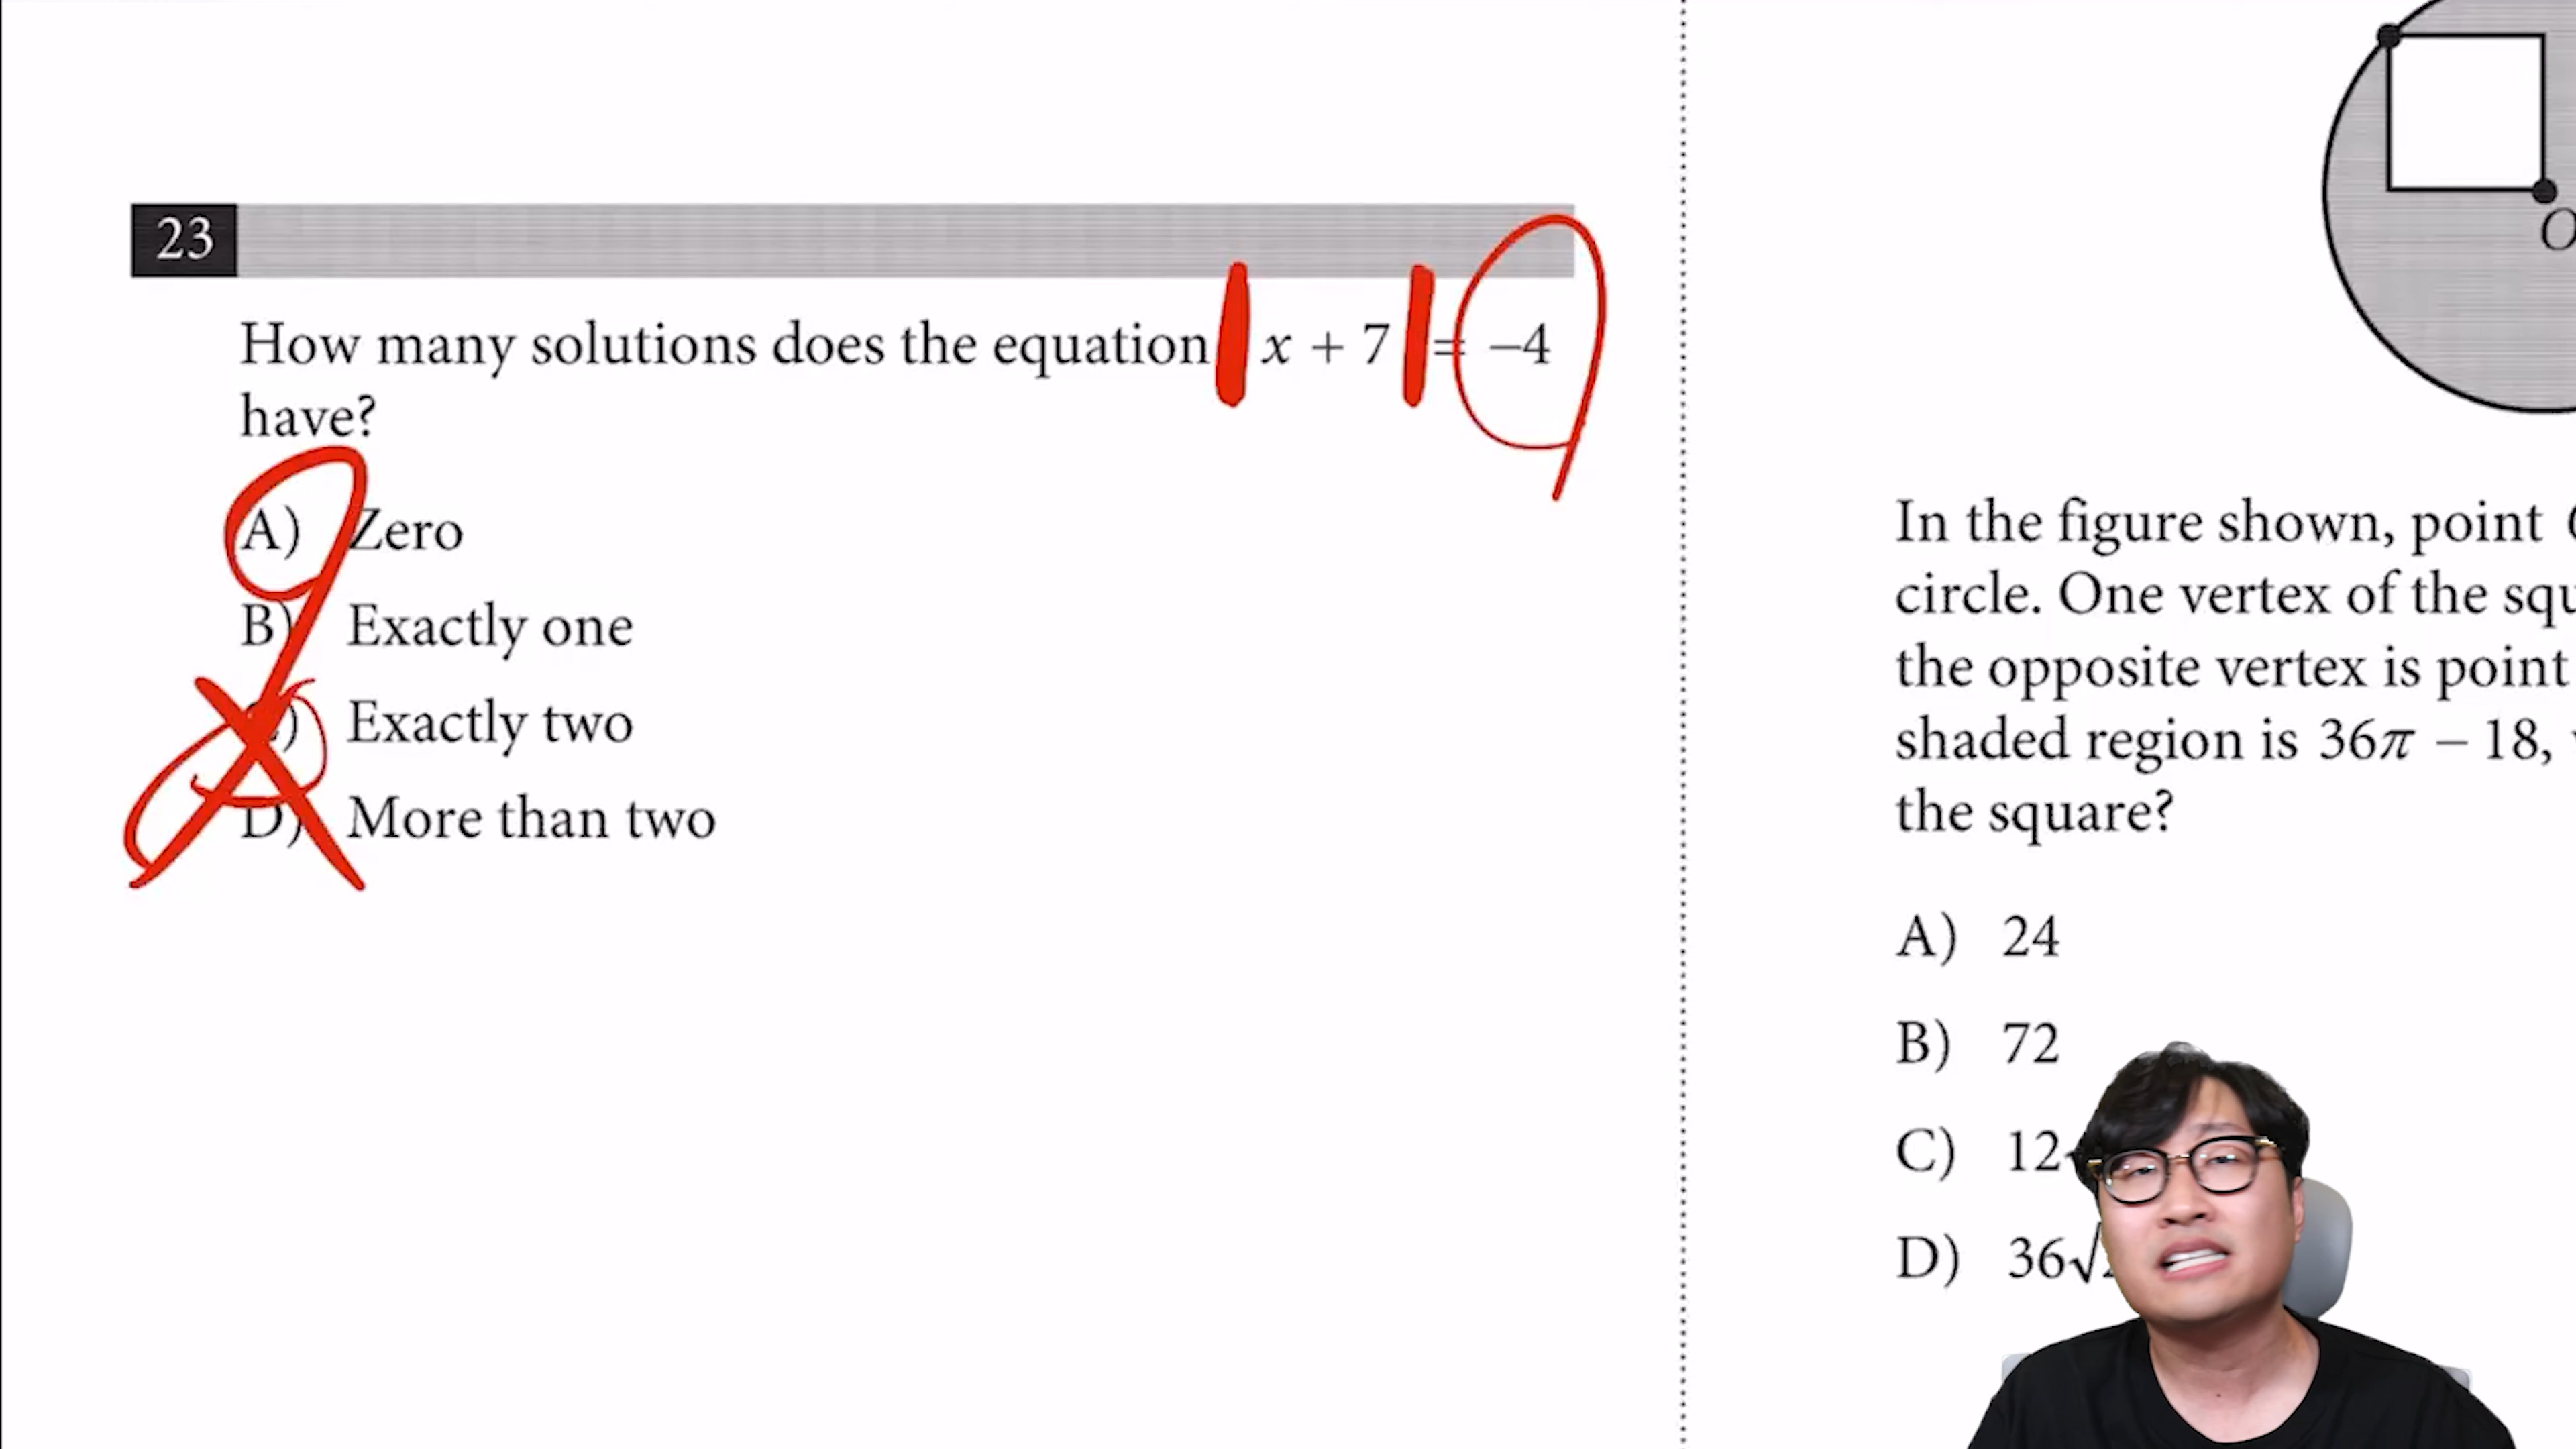 23
How many solutions does the equation |x + 7| = −4
have?
A) Zero
B) Exactly one
C) Exactly two
D) More than two
O
In the figure shown, point
circle. One vertex of the
the opposite vertex is point
shaded region is 36π − 18,
the square?
A) 24
B) 72
C) 12
D) 36√